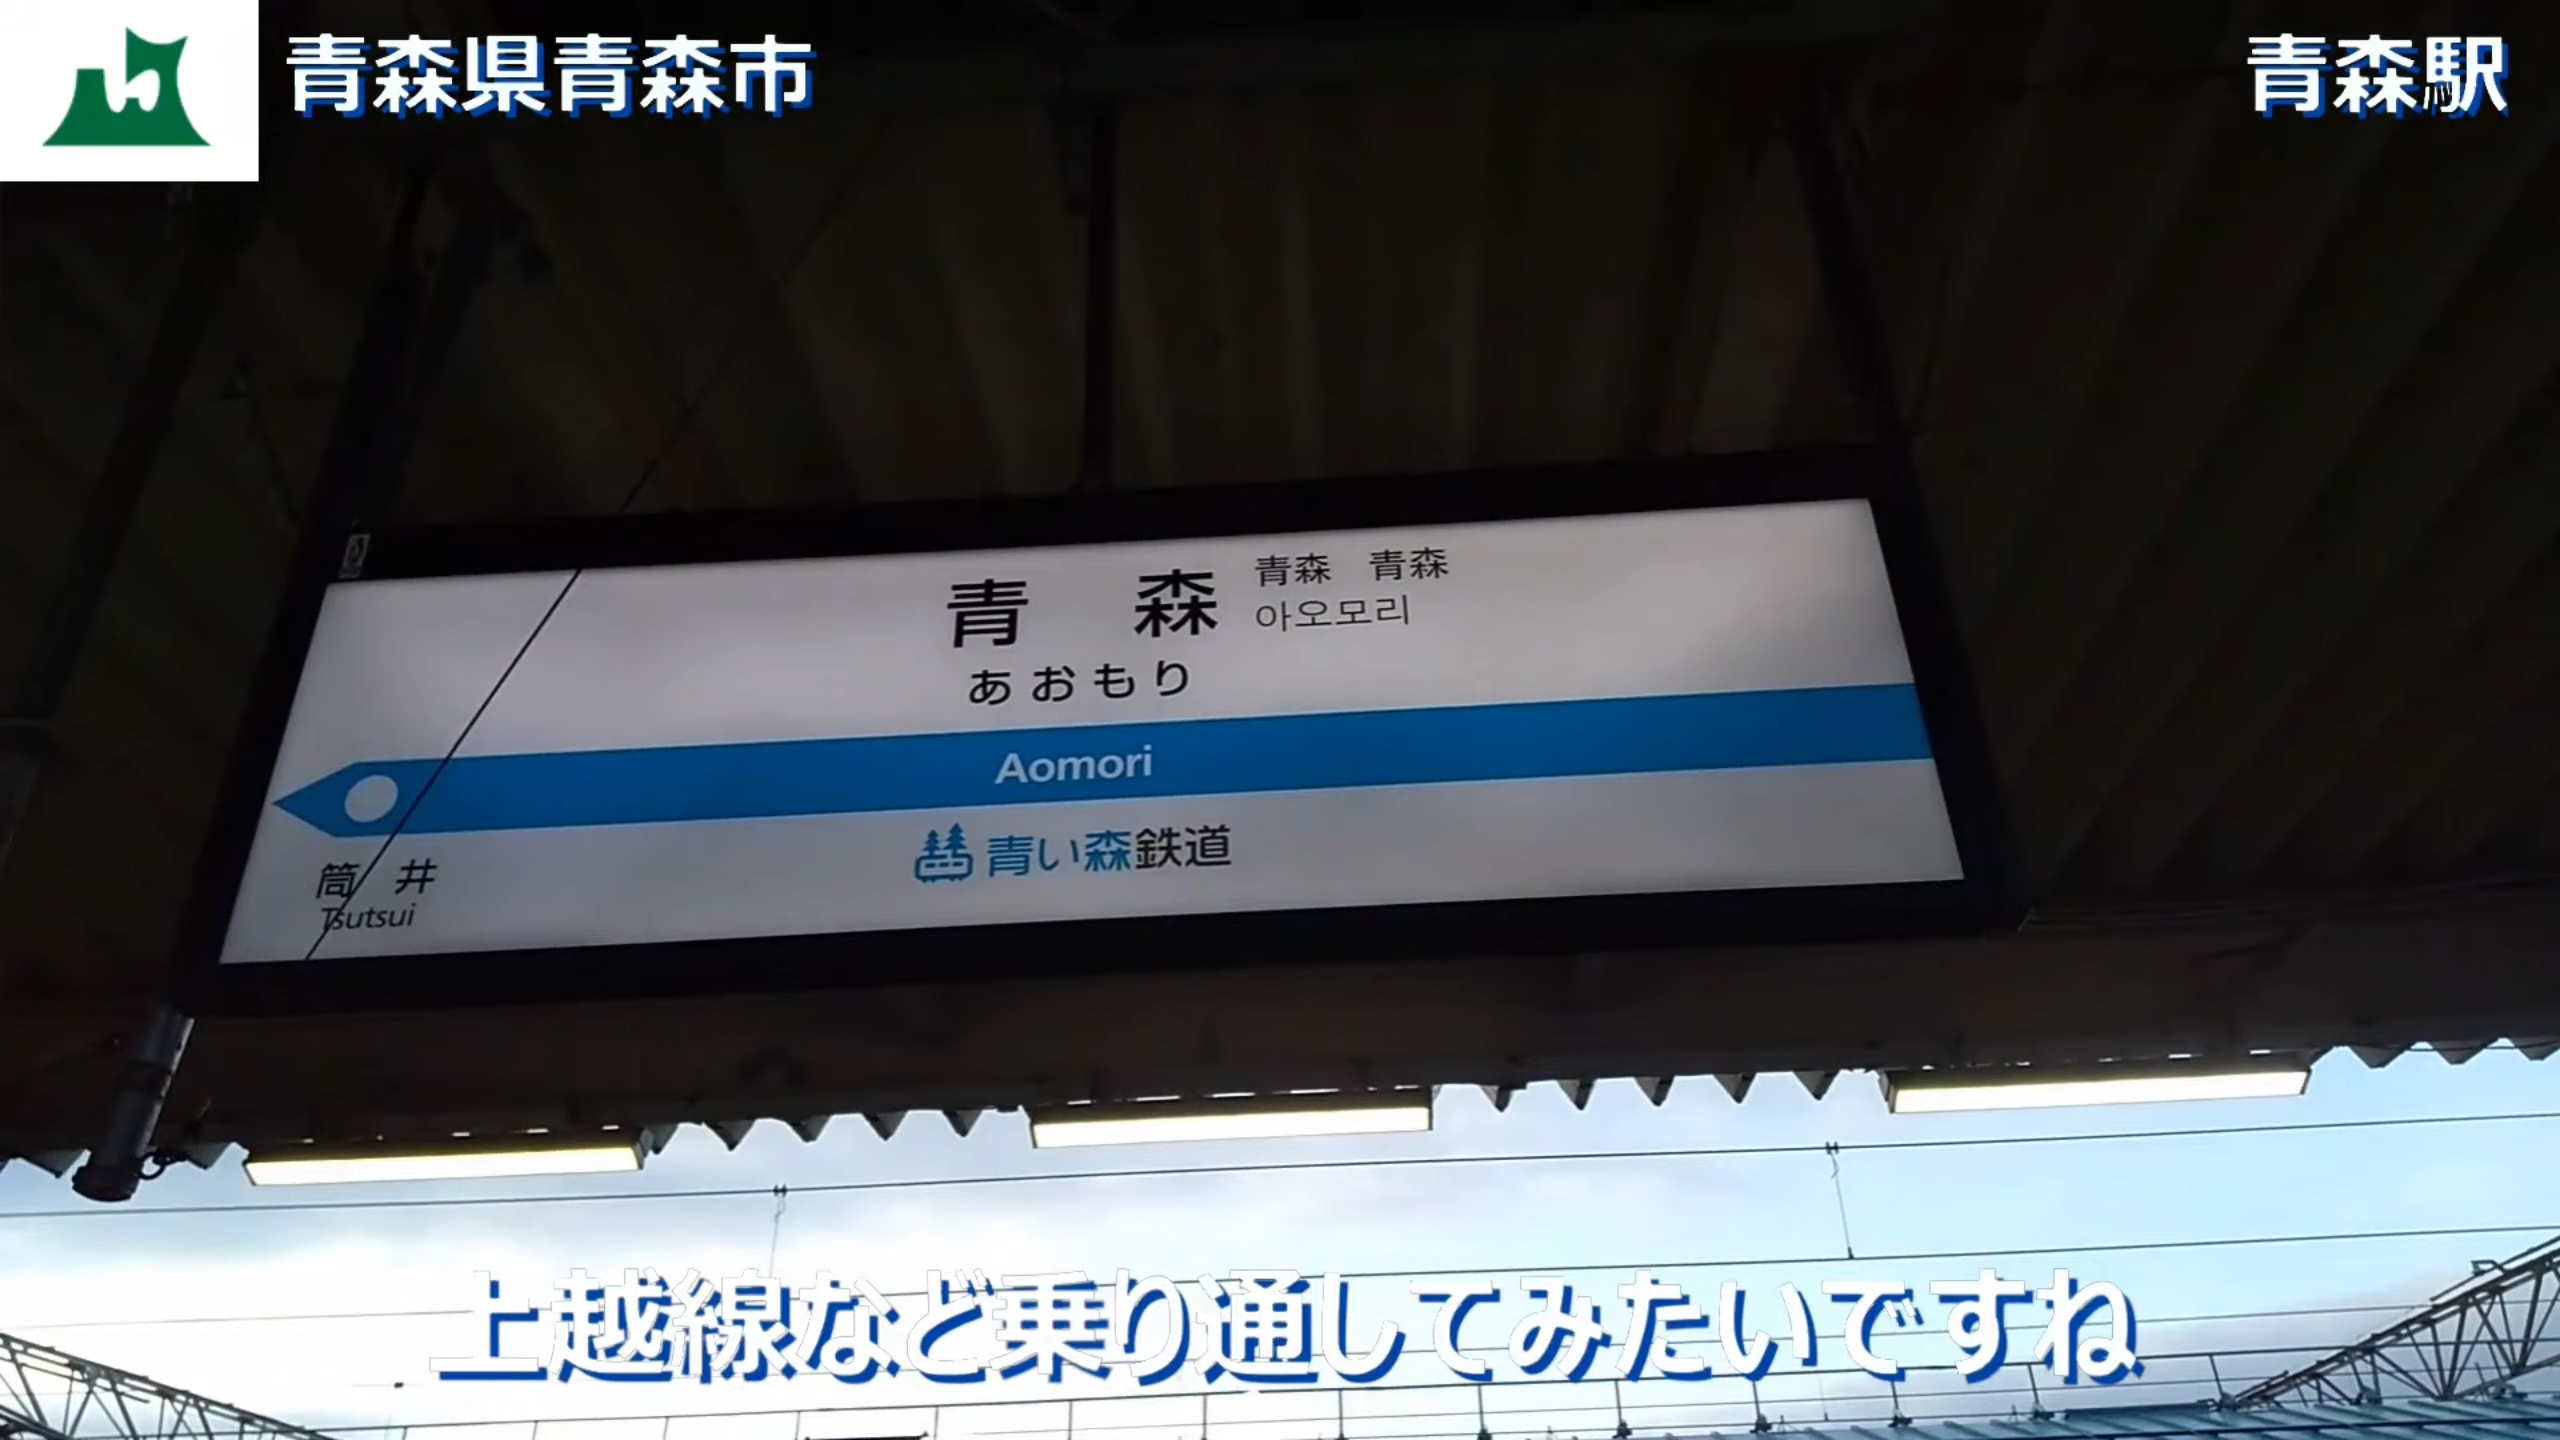 青森県青森市
青森駅
青森 青森 青森
아오모리
あおもり
Aomori
青い森鉄道
筒井
Tsutsui
上越線など乗り通してみたいですね